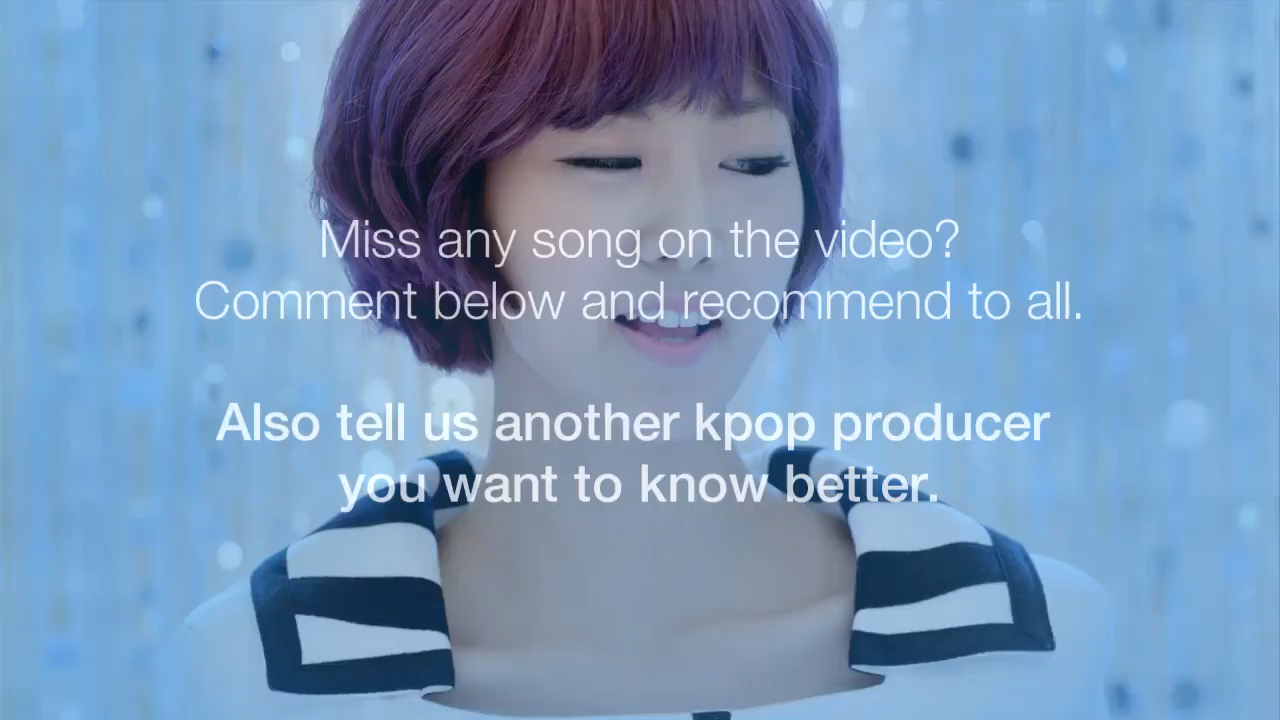 Miss any song on the video?
Comment below and recommend to all.
Also tell us another kpop producer
you want to know better.